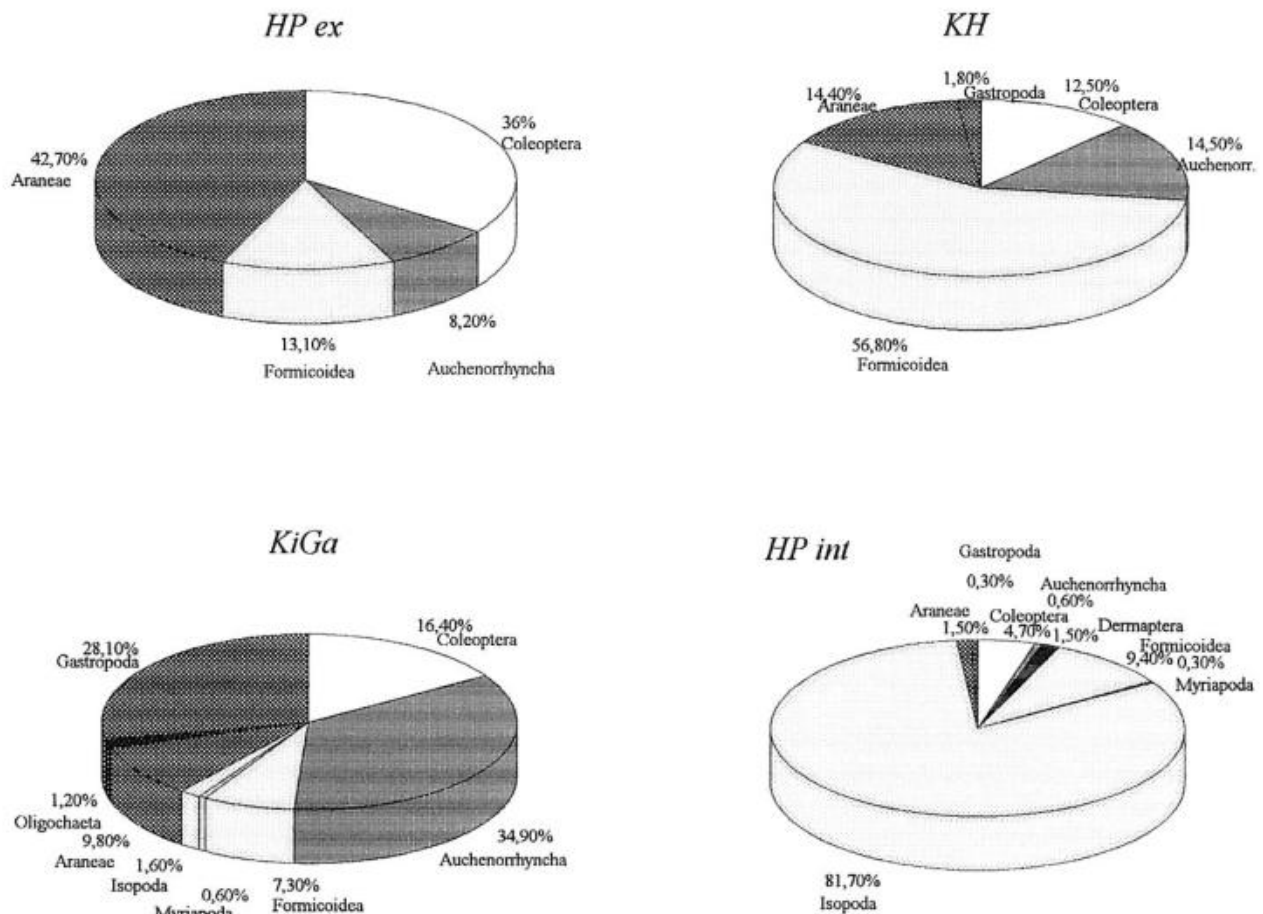 HP ex
36%
Coleoptera
42,70%
Araneae
8,20%
Auchenorrhyncha
13,10%
Formicoidea
KH
1,80%
Gastropoda
12,50%
Coleoptera
14,40%
Araneae
14,50%
Auchenorr.
56,80%
Formicoidea
KiGa
16,40%
Coleoptera
28,10%
Gastropoda
1,20%
Oligochaeta
9,80%
Araneae
1,60%
Isopoda
0,60%
Myriapoda
7,30%
Formicoidea
34,90%
Auchenorrhyncha
HP int
Gastropoda
0,30%
Auchenorrhyncha
0,60%
Araneae
1,50%
Coleoptera
4,70%
Dermaptera
1,50%
Formicoidea
9,40%
0,30%
Myriapoda
81,70%
Isopoda